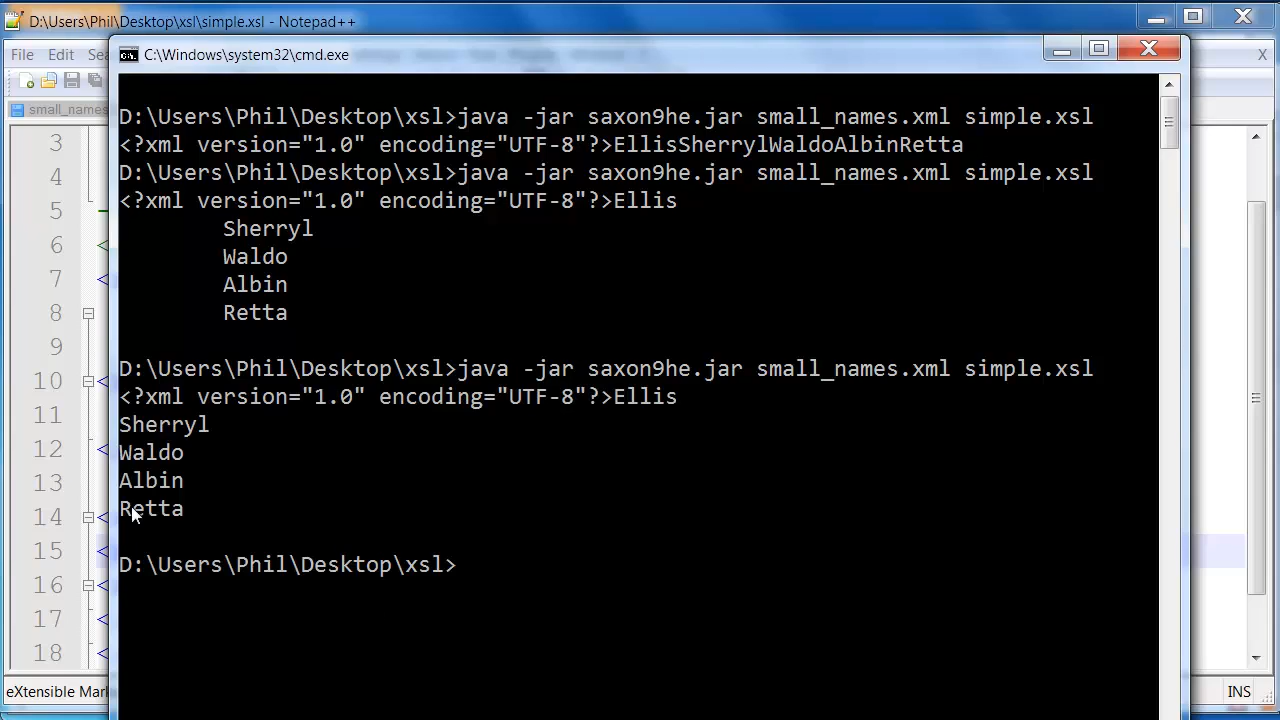 D:\Users\Phil\Desktop\xsl\simple.xsl - Notepad++
File Edit Sea
X
C:\Windows\system32\cmd.exe
small_names
D:\Users\Phil\Desktop\xsl>java -jar saxon9he.jar small_names.xml simple.xsl
<?xml version="1.0" encoding="UTF-8"?>EllisSherrylWaldoAlbinRetta
D:\Users\Phil\Desktop\xsl>java -jar saxon9he.jar small_names.xml simple.xsl
<?xml version="1.0" encoding="UTF-8"?>Ellis
Sherryl
Waldo
Albin
Retta
D:\Users\Phil\Desktop\xsl>java -jar saxon9he.jar small_names.xml simple.xsl
<?xml version="1.0" encoding="UTF-8"?>Ellis
Sherryl
Waldo
Albin
Retta
D:\Users\Phil\Desktop\xsl>
3
4
5
6 <
7 <
8
9
10 <
11
12 <
13
14 <
15 <
16 <
17 <
18 <
eXtensible Mar
INS